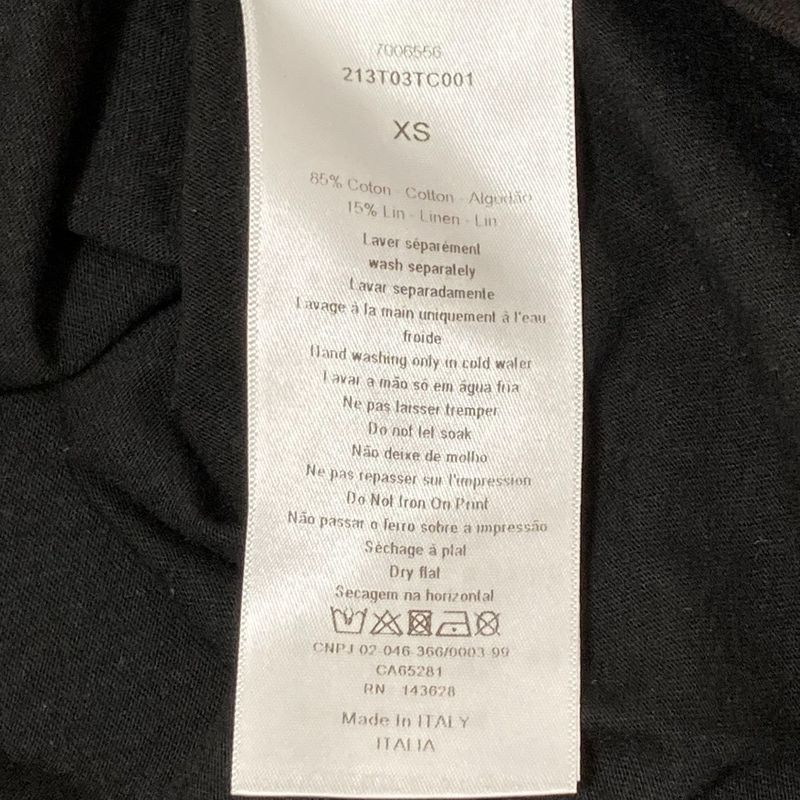 7006556
213T03TC001
XS
85% Coton - Cotton - Algodão
15% Lin - Linen - Lin
Laver séparément
wash separately
Lavar separadamente
Lavage à la main uniquement à l'eau
froide
Hand washing only in cold water
Lavar a mão só em água fria
Ne pas laisser tremper
Do not let soak
Não deixe de molho
Ne pas repasser sur l'impression
Do Not Iron On Print
Não passar o ferro sobre a impressão
Séchage à plat
Dry flat
Secagem na horizontal
CNPJ 02-046-366/0003-99
CA65281
RN 143628
Made In ITALY
ITALIA